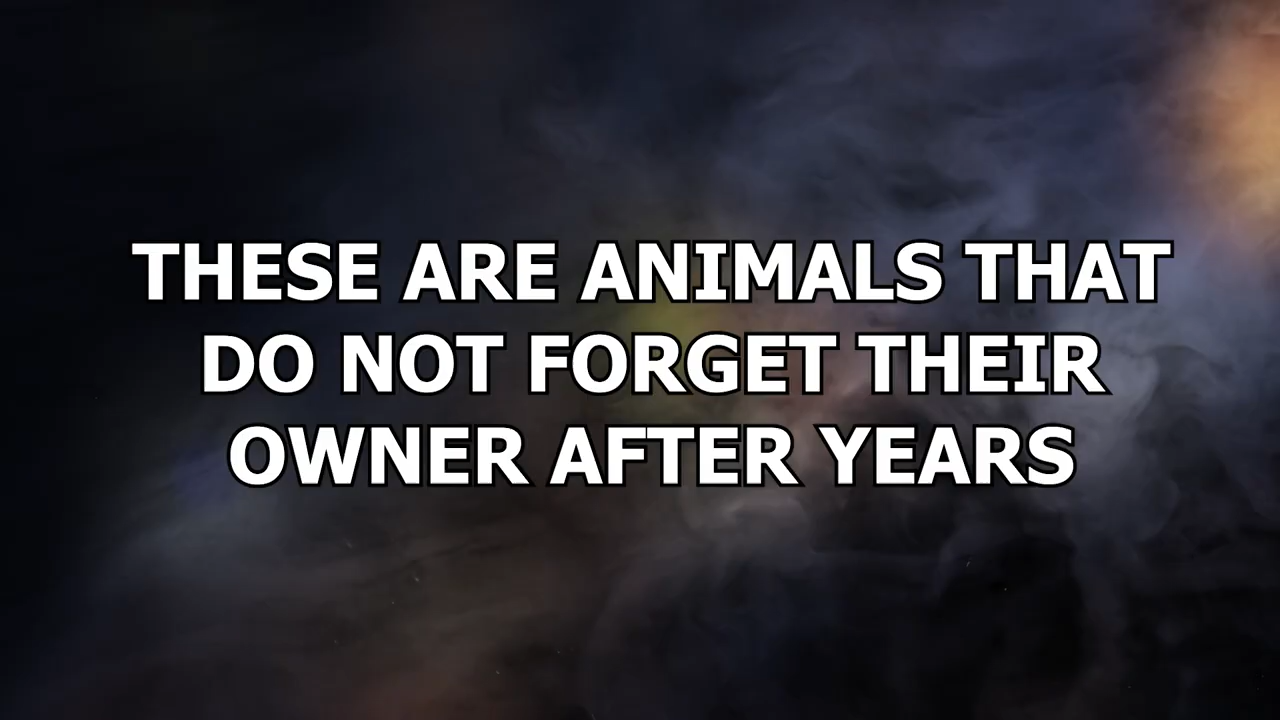 THESE ARE ANIMALS THAT
DO NOT FORGET THEIR
OWNER AFTER YEARS